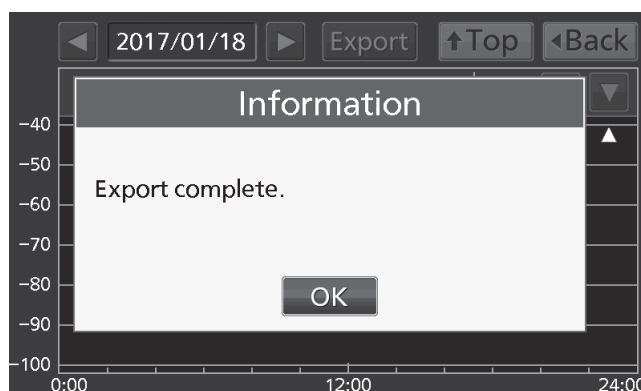 ◀ 2017/01/18 ▶ Export ↑Top ◀Back
Information
−40
−50
Export complete.
−60
−70
−80
OK
−90
−100
0:00 12:00 24:00